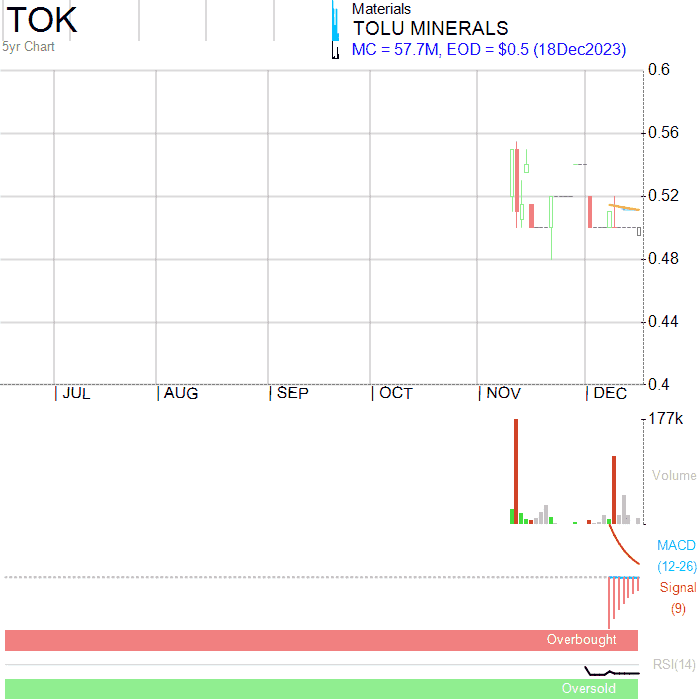 TOK
5yr Chart
Materials
TOLU MINERALS
MC = 57.7M, EOD = $0.5 (18Dec2023)
0.6
0.56
0.52
0.48
0.44
0.4
JUL AUG SEP OCT NOV DEC
177k
Volume
MACD
(12-26)
Signal
(9)
Overbought
RSI(14)
Oversold